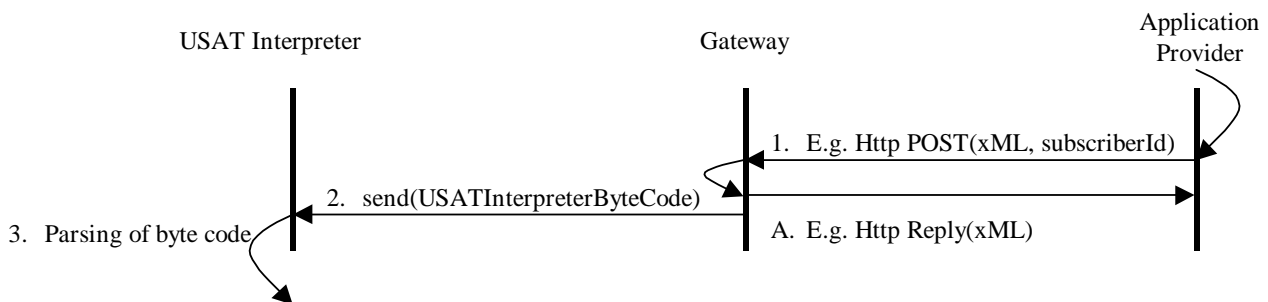 USAT Interpreter
Gateway
Application
Provider
1. E.g. Http POST(xML, subscriberId)
2. send(USATInterpreterByteCode)
3. Parsing of byte code
A. E.g. Http Reply(xML)